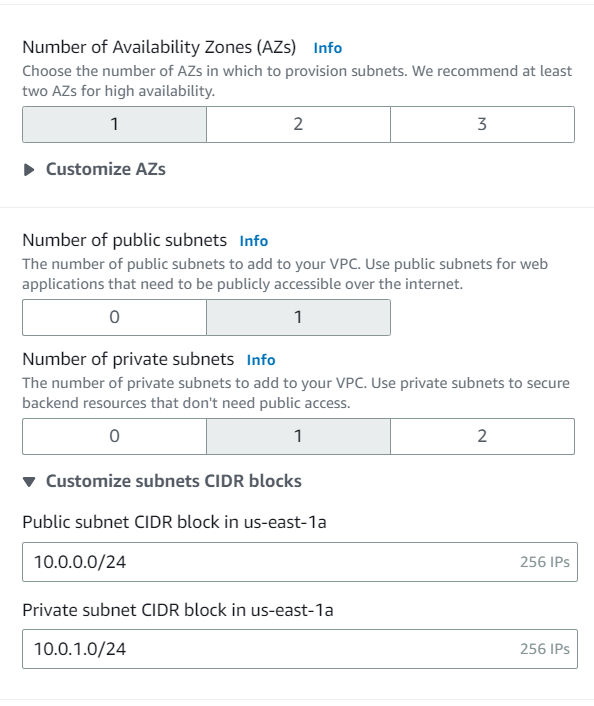 Number of Availability Zones (AZs) Info
Choose the number of AZs in which to provision subnets. We recommend at least
two AZs for high availability.
1 2 3
Customize AZs
Number of public subnets Info
The number of public subnets to add to your VPC. Use public subnets for web
applications that need to be publicly accessible over the internet.
0 1
Number of private subnets Info
The number of private subnets to add to your VPC. Use private subnets to secure
backend resources that don't need public access.
0 1 2
Customize subnets CIDR blocks
Public subnet CIDR block in us-east-1a
10.0.0.0/24 256 IPs
Private subnet CIDR block in us-east-1a
10.0.1.0/24 256 IPs